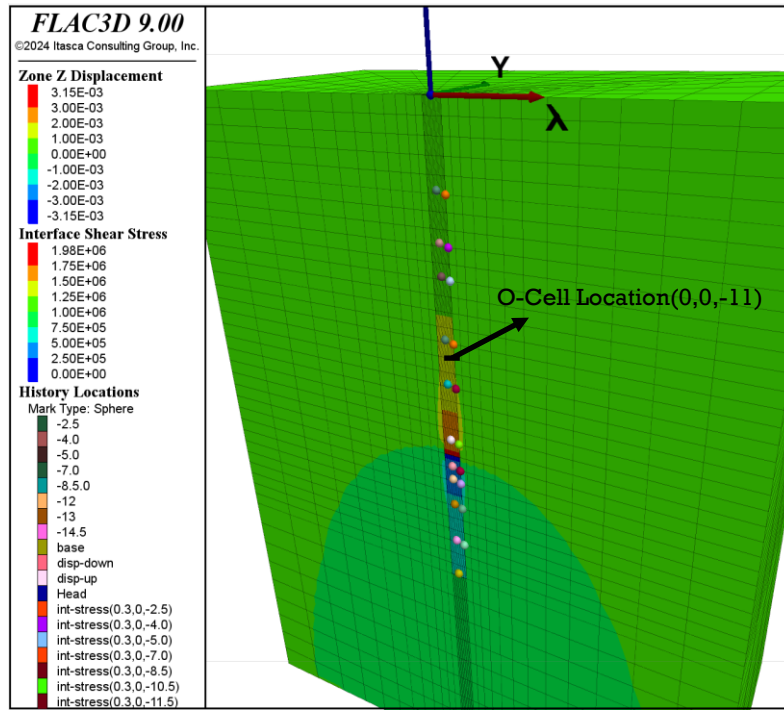 FLAC3D 9.00
©2024 Itasca Consulting Group, Inc.
Zone Z Displacement
3.15E-03
3.00E-03
2.00E-03
1.00E-03
0.00E+00
-1.00E-03
-2.00E-03
-3.00E-03
-3.15E-03
Interface Shear Stress
1.98E+06
1.75E+06
1.50E+06
1.25E+06
1.00E+06
7.50E+05
5.00E+05
2.50E+05
0.00E+00
History Locations
Mark Type: Sphere
-2.5
-4.0
-5.0
-7.0
-8.5.0
-12
-13
-14.5
base
disp-down
disp-up
Head
int-stress(0.3,0,-2.5)
int-stress(0.3,0,-4.0)
int-stress(0.3,0,-5.0)
int-stress(0.3,0,-7.0)
int-stress(0.3,0,-8.5)
int-stress(0.3,0,-10.5)
int-stress(0.3,0,-11.5)
Y
O-Cell Location(0,0,-11)